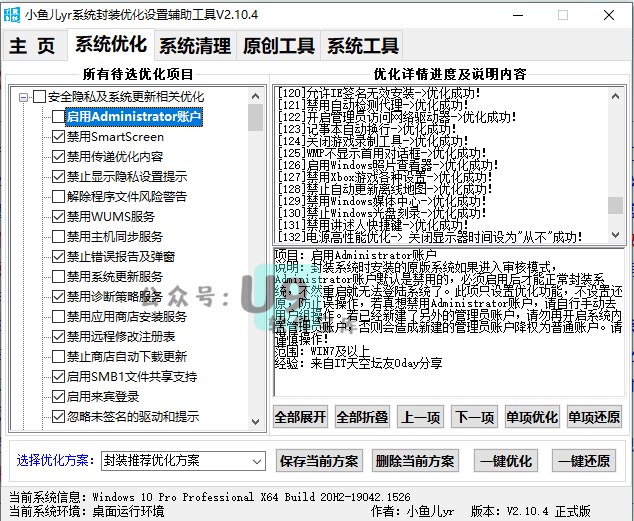 小鱼儿yr系统封装优化设置辅助工具V2.10.4
主 页 系统优化 系统清理 原创工具 系统工具
所有待选优化项目
安全隐私及系统更新相关优化
启用Administrator账户
禁用SmartScreen
禁用传递优化内容
禁止显示隐私设置提示
解除程序文件风险警告
禁用WUMS服务
禁用主机同步服务
禁止错误报告及弹窗
禁用系统更新服务
禁用诊断策略服务
禁用应用商店安装服务
禁用远程修改注册表
禁止商店自动下载更新
启用SMB1文件共享支持
启用来宾登录
忽略未签名的驱动和提示
优化详情进度及说明内容
[120]允许IE签名无效安装->优化成功!
[121]禁用自动检测代理->优化成功!
[122]开启管理员访问网络驱动器->优化成功!
[123]记事本自动换行->优化成功!
[124]关闭游戏录制工具->优化成功!
[125]WMP不显示首用对话框->优化成功!
[126]启用Windows照片查看器->优化成功!
[127]禁用Xbox游戏各种设置->优化成功!
[128]禁止自动更新离线地图->优化成功!
[129]禁用Windows媒体中心->优化成功!
[130]禁止Windows光盘刻录->优化成功!
[131]禁用讲述人快捷键->优化成功!
[132]电源高性能优化-> 关闭显示器时间设为"从不"成功!
项目: 启用Administrator账户
说明: 封装系统时安装的原版系统如果进入审核模式,
Administrator账户默认是禁用的,必须启用后才能正常封装系
统,不然重启就无法登陆系统了。此项只设置优化功能,不设置还
原,防止误操作,若真想禁用Administrator账户,请自行手动去
用户组操作。若已经新建了另外的管理员账户,请勿再开启系统内
置管理员账户,否则会造成新建的管理员账户降权为普通账户。请
谨慎操作!
范围: WIN7及以上
经验: 来自IT天空坛友0day分享
公众号:
全部展开 全部折叠 上一项 下一项 单项优化 单项还原
选择优化方案: 封装推荐优化方案 保存当前方案 删除当前方案 一键优化 一键还原
当前系统信息: Windows 10 Pro Professional X64 Build 20H2-19042.1526
当前系统环境: 桌面运行环境 作者: 小鱼儿yr 版本: V2.10.4 正式版